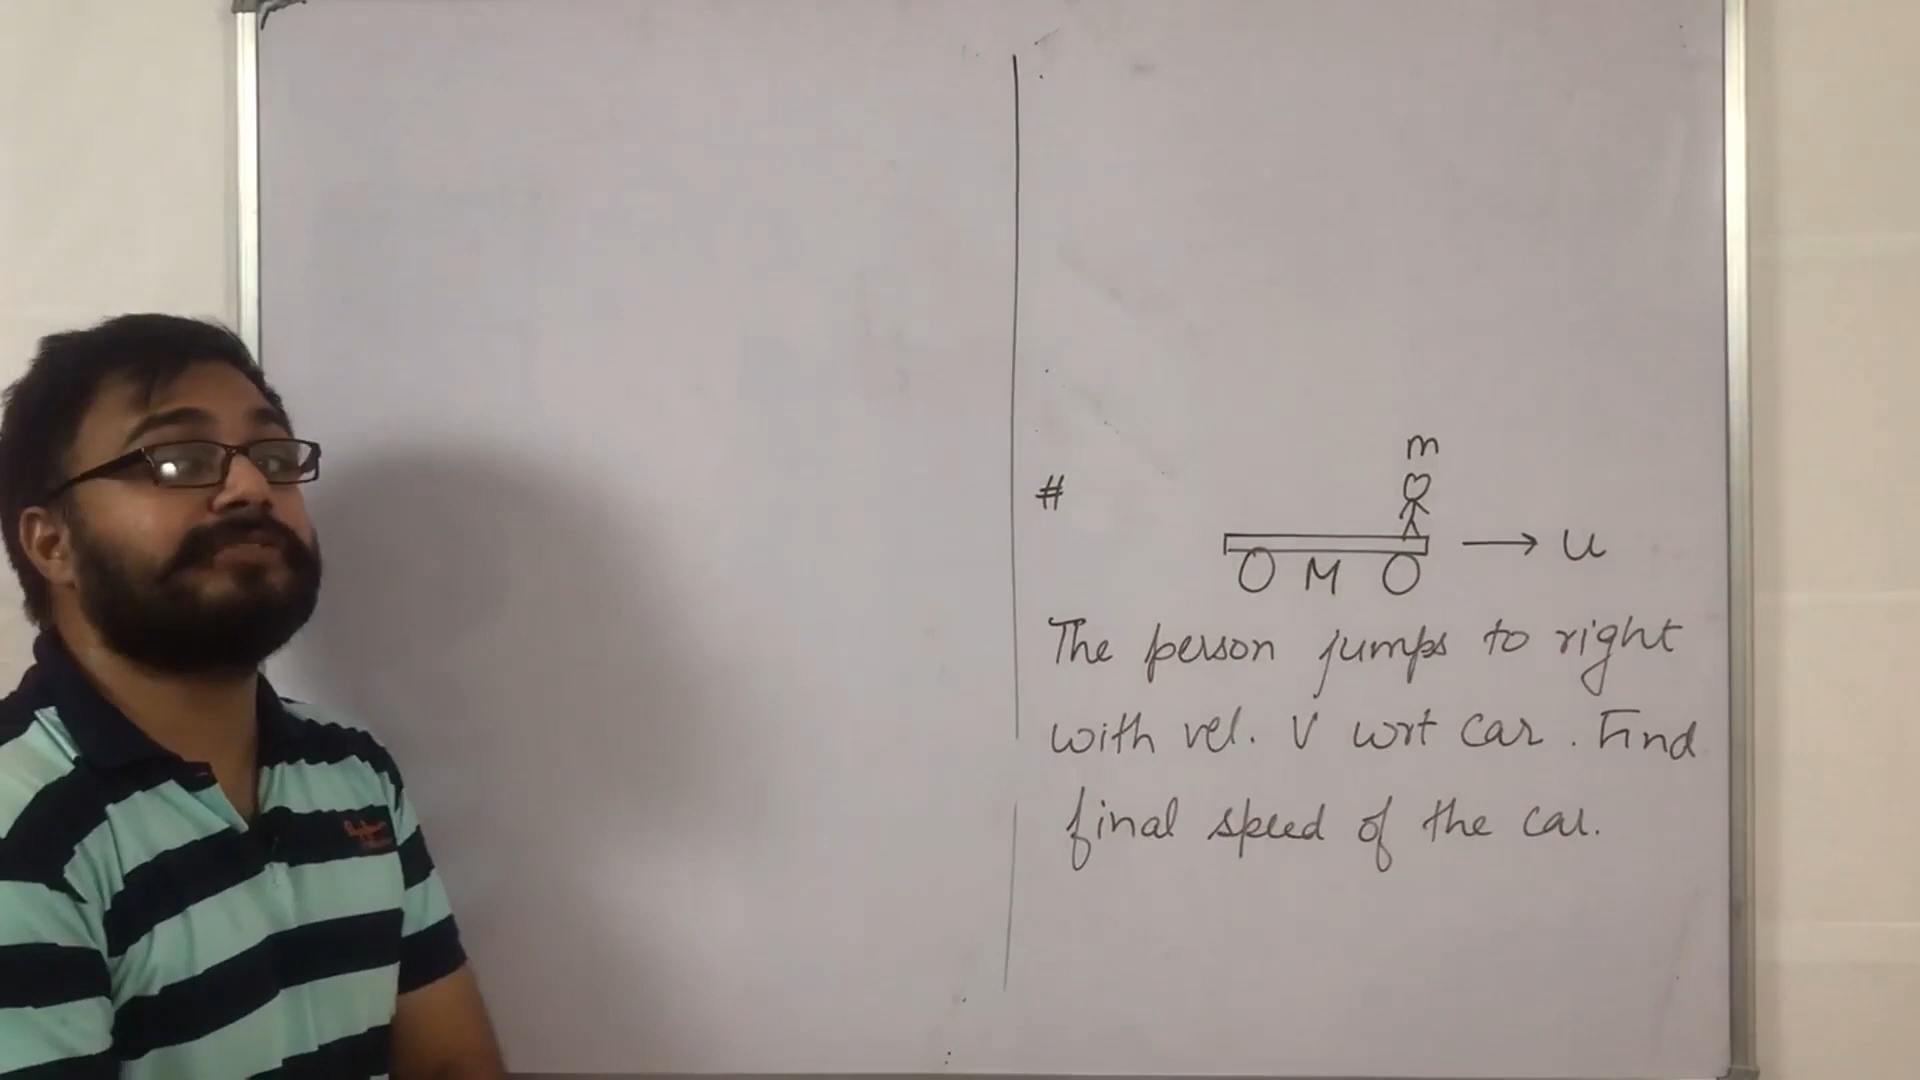 m
#
u
M
The person jumps to right
with vel. V wrt car. Find
final speed of the car.